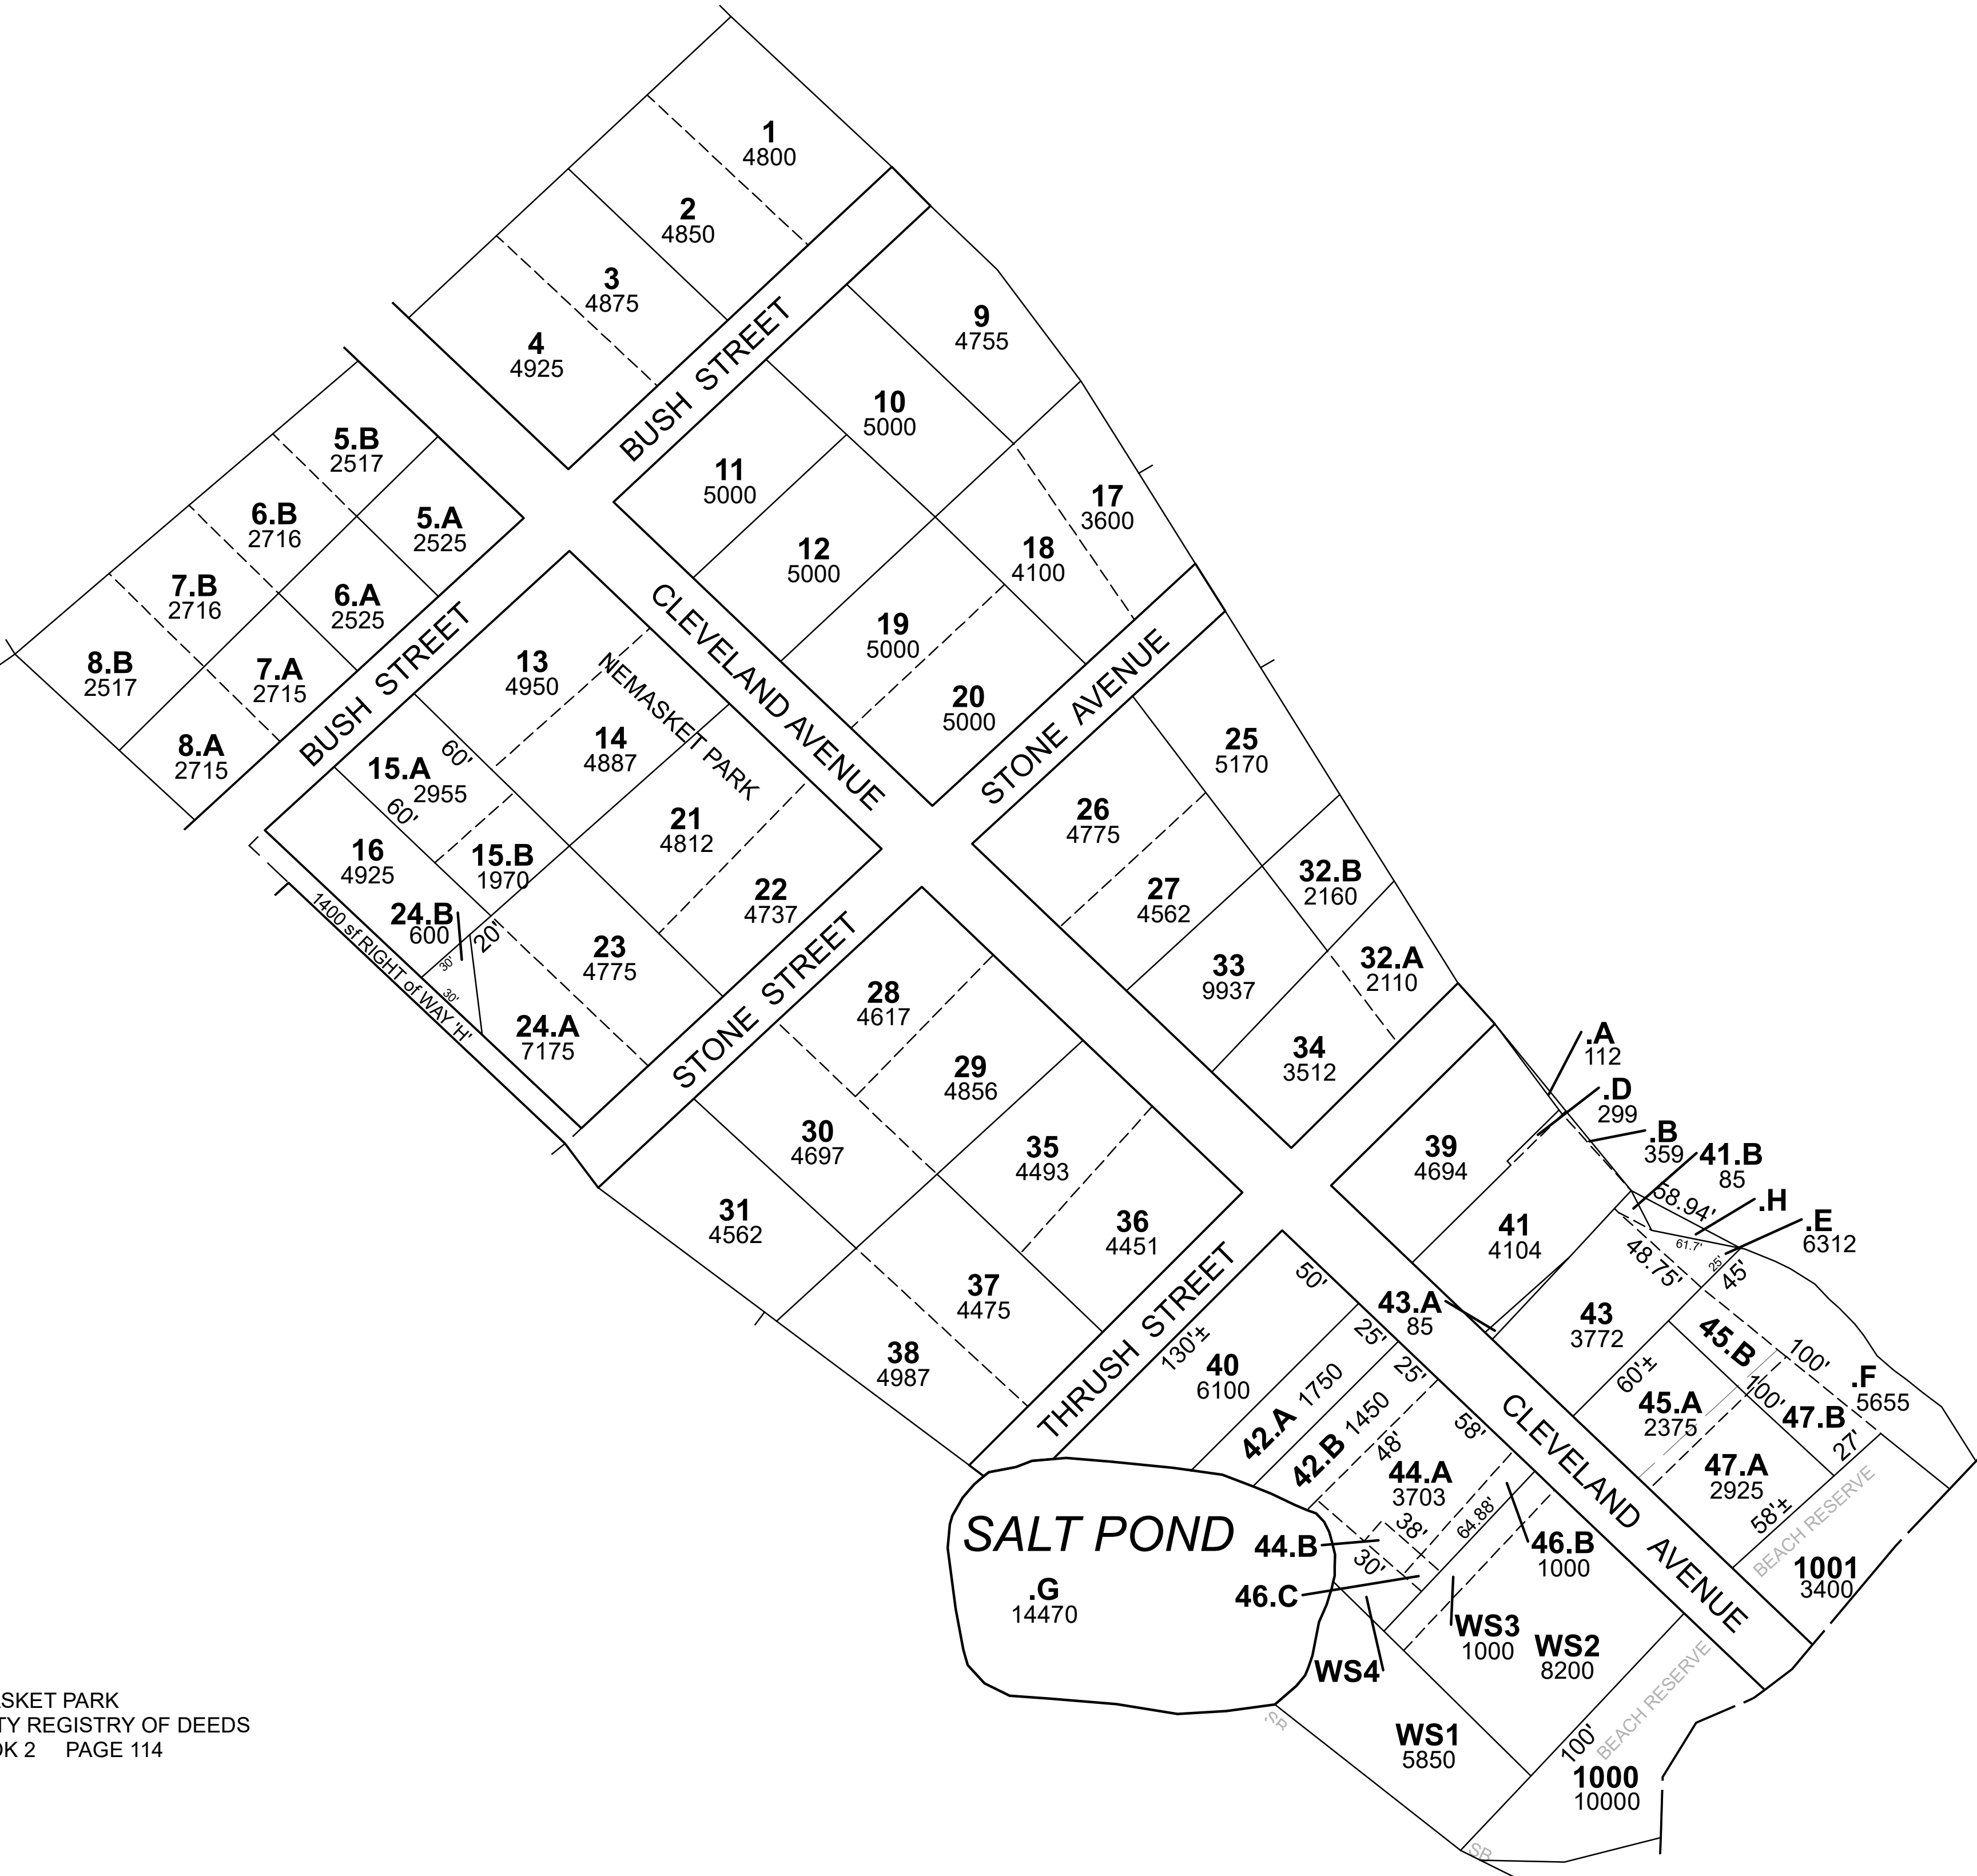 1
4800
2
4850
3
4875
4
4925
BUSH STREET
9
4755
10
5000
11
5000
12
5000
17
3600
18
4100
19
5000
20
5000
5.B
2517
5.A
2525
6.B
2716
6.A
2525
7.B
2716
7.A
2715
8.B
2517
8.A
2715
BUSH STREET
CLEVELAND AVENUE
NEMASKET PARK
STONE AVENUE
13
4950
14
4887
60'
15.A
2955
60'
15.B
1970
16
4925
21
4812
22
4737
23
4775
24.B
600
20'
30'
30'
24.A
7175
1400 sf RIGHT of WAY 'H'
STONE STREET
25
5170
26
4775
27
4562
32.B
2160
32.A
2110
33
9937
34
3512
28
4617
29
4856
30
4697
31
4562
35
4493
36
4451
37
4475
38
4987
THRUSH STREET
39
4694
.A
112
.D
299
.B
359
41.B
85
58.94'
.H
.E
6312
61.7'
25'
45'
48.75'
41
4104
43.A
85
43
3772
50'
130'±
40
6100
25'
42.A 1750
25'
42.B 1450
48'
58'
44.A
3703
38'
64.88'
44.B
30'
46.C
46.B
1000
WS3
1000
WS2
8200
WS4
WS1
5850
45.B
100'
.F
5655
60'±
45.A
2375
100'
47.B
27'
47.A
2925
58'±
BEACH RESERVE
1001
3400
CLEVELAND AVENUE
BEACH RESERVE
100'
1000
10000
SALT POND
.G
14470
SB
SB
SKET PARK
TY REGISTRY OF DEEDS
OK 2 PAGE 114